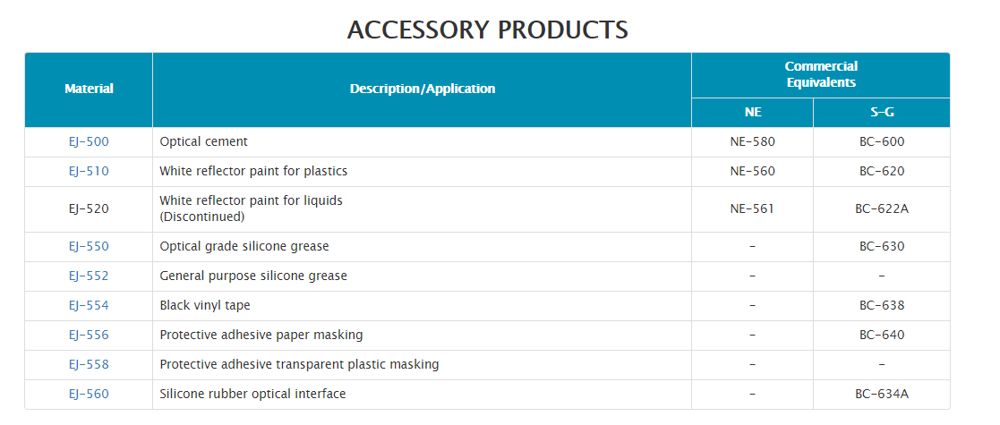 ACCESSORY PRODUCTS
Material Description/Application Commercial
Equivalents
NE S-G
EJ-500 Optical cement NE-580 BC-600
EJ-510 White reflector paint for plastics NE-560 BC-620
EJ-520 White reflector paint for liquids
(Discontinued) NE-561 BC-622A
EJ-550 Optical grade silicone grease - BC-630
EJ-552 General purpose silicone grease - -
EJ-554 Black vinyl tape - BC-638
EJ-556 Protective adhesive paper masking - BC-640
EJ-558 Protective adhesive transparent plastic masking - -
EJ-560 Silicone rubber optical interface - BC-634A